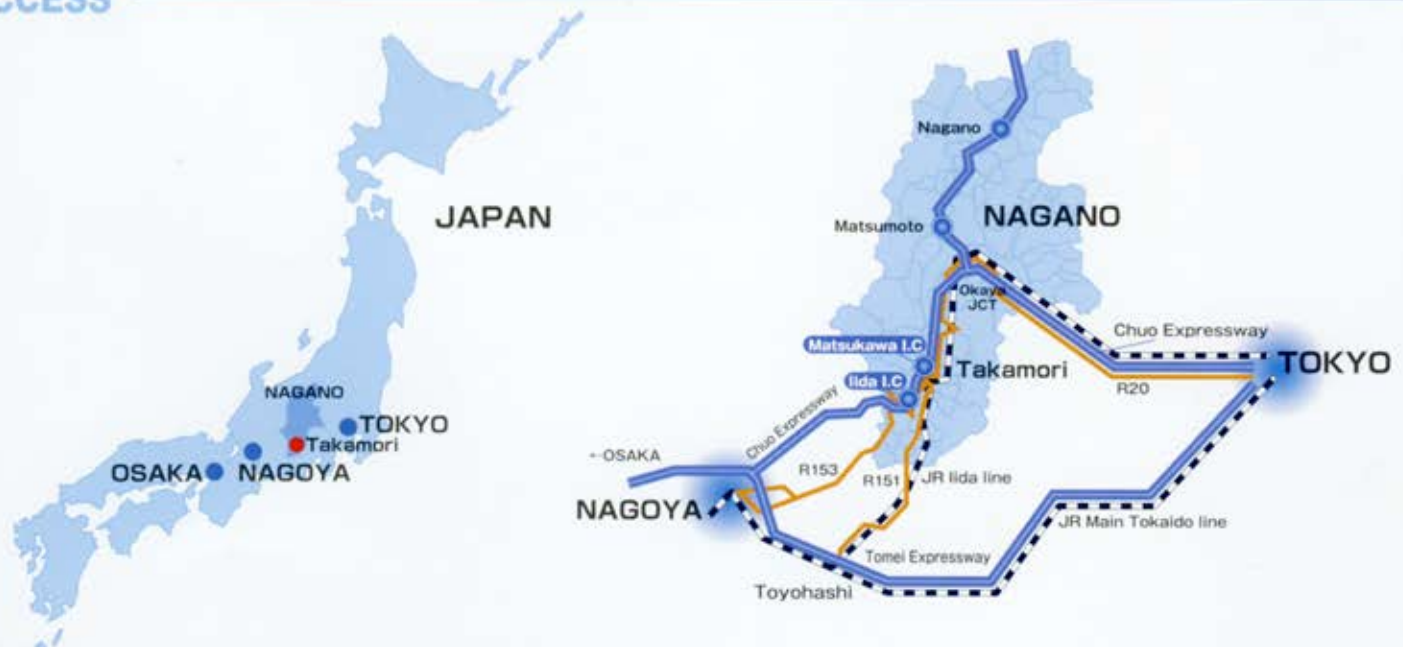 ACCESS
JAPAN
NAGANO
TOKYO
Takamori
OSAKA
NAGOYA
Nagano
NAGANO
Matsumoto
Okaya
JCT
Chuo Expressway
Matsukawa I.C
Takamori
TOKYO
Iida I.C
R20
Chuo Expressway
←OSAKA
R153
R151
JR Iida line
NAGOYA
JR Main Tokaido line
Tomei Expressway
Toyohashi